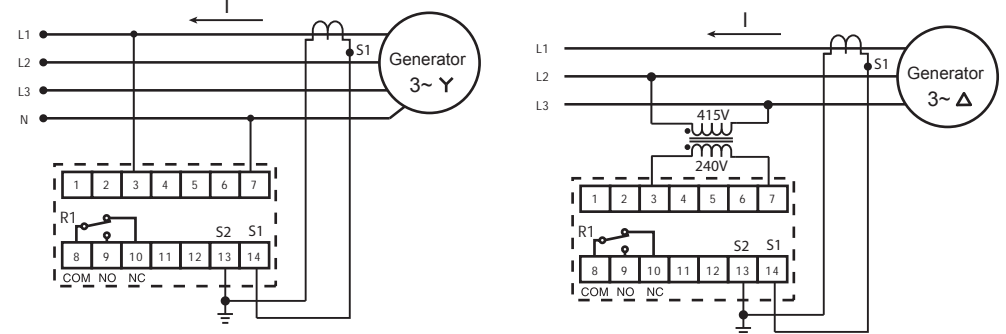 I
L1
S1
L2
Generator
3~ Y
L3
N
1 2 3 4 5 6 7
R1
S2 S1
8 9 10 11 12 13 14
COM NO NC
I
L1
S1
L2
Generator
3~ Δ
L3
415V
240V
1 2 3 4 5 6 7
R1
S2 S1
8 9 10 11 12 13 14
COM NO NC